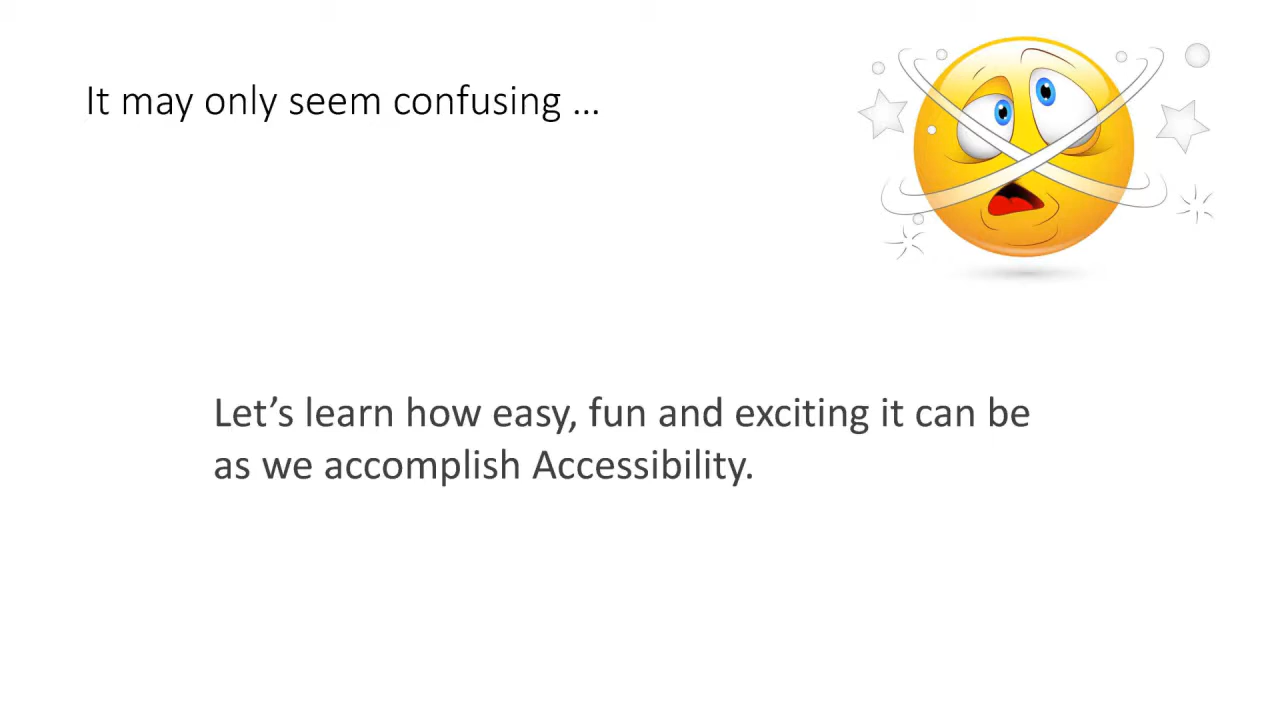 It may only seem confusing …
Let’s learn how easy, fun and exciting it can be
as we accomplish Accessibility.